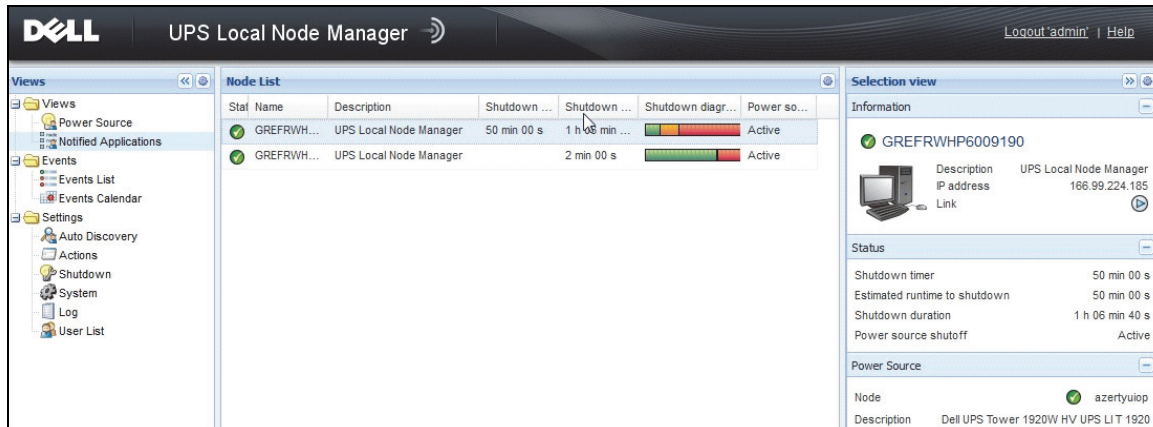 DELL UPS Local Node Manager Logout 'admin' | Help
Views
Views
Power Source
Notified Applications
Events
Events List
Events Calendar
Settings
Auto Discovery
Actions
Shutdown
System
Log
User List
Node List
Stat Name Description Shutdown ... Shutdown ... Shutdown diagr... Power so...
GREFRWH... UPS Local Node Manager 50 min 00 s 1 h 06 min ... Active
GREFRWH... UPS Local Node Manager 2 min 00 s Active
Selection view
Information
GREFRWHP6009190
Description UPS Local Node Manager
IP address 166.99.224.185
Link
Status
Shutdown timer 50 min 00 s
Estimated runtime to shutdown 50 min 00 s
Shutdown duration 1 h 06 min 40 s
Power source shutoff Active
Power Source
Node azertyuiop
Description Dell UPS Tower 1920W HV UPS LI T 1920